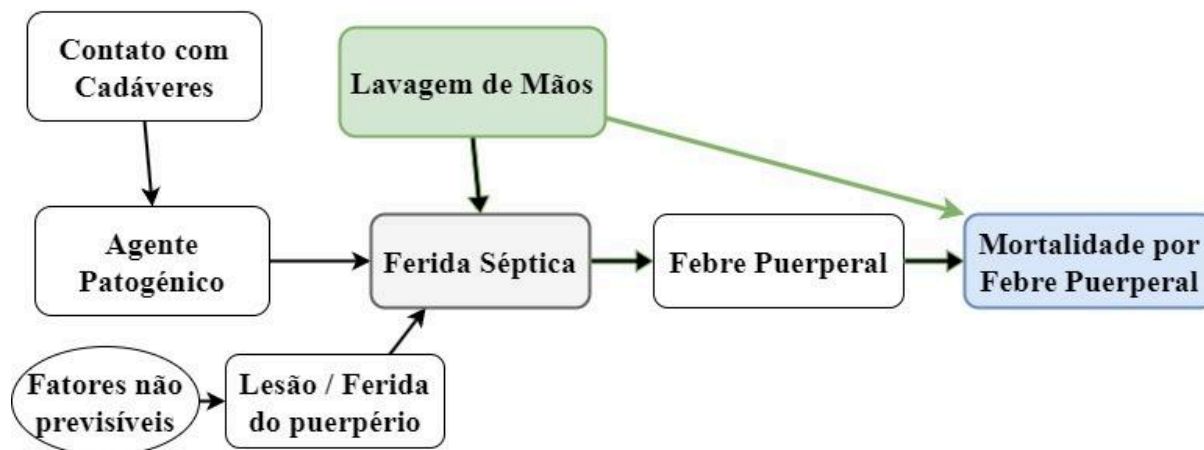 Contato com
Cadáveres
Lavagem de Mãos
Agente
Patogénico
Ferida Séptica
Febre Puerperal
Mortalidade por
Febre Puerperal
Fatores não
previsíveis
Lesão / Ferida
do puerpério